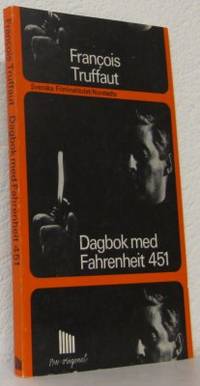 François Truffaut Dagbok med Fahrenheit 451
François
Truffaut
Svenska Filminstitutet/Norstedts
Dagbok med
Fahrenheit 451